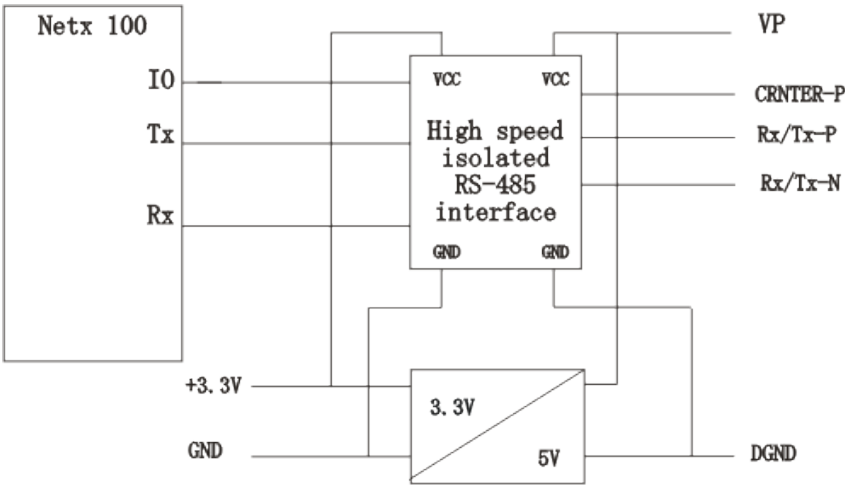 Netx 100
IO
Tx
Rx
VCC
VCC
High speed
isolated
RS-485
interface
GND
GND
VP
CRNTER-P
Rx/Tx-P
Rx/Tx-N
+3.3V
GND
3.3V
5V
DGND